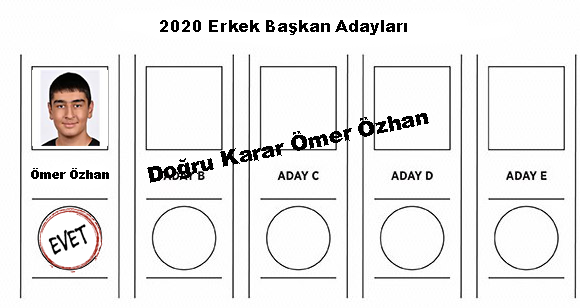 2020 Erkek Başkan Adayları
Doğru Karar Ömer Özhan
Ömer Özhan
ADAY B
ADAY C
ADAY D
ADAY E
EVET